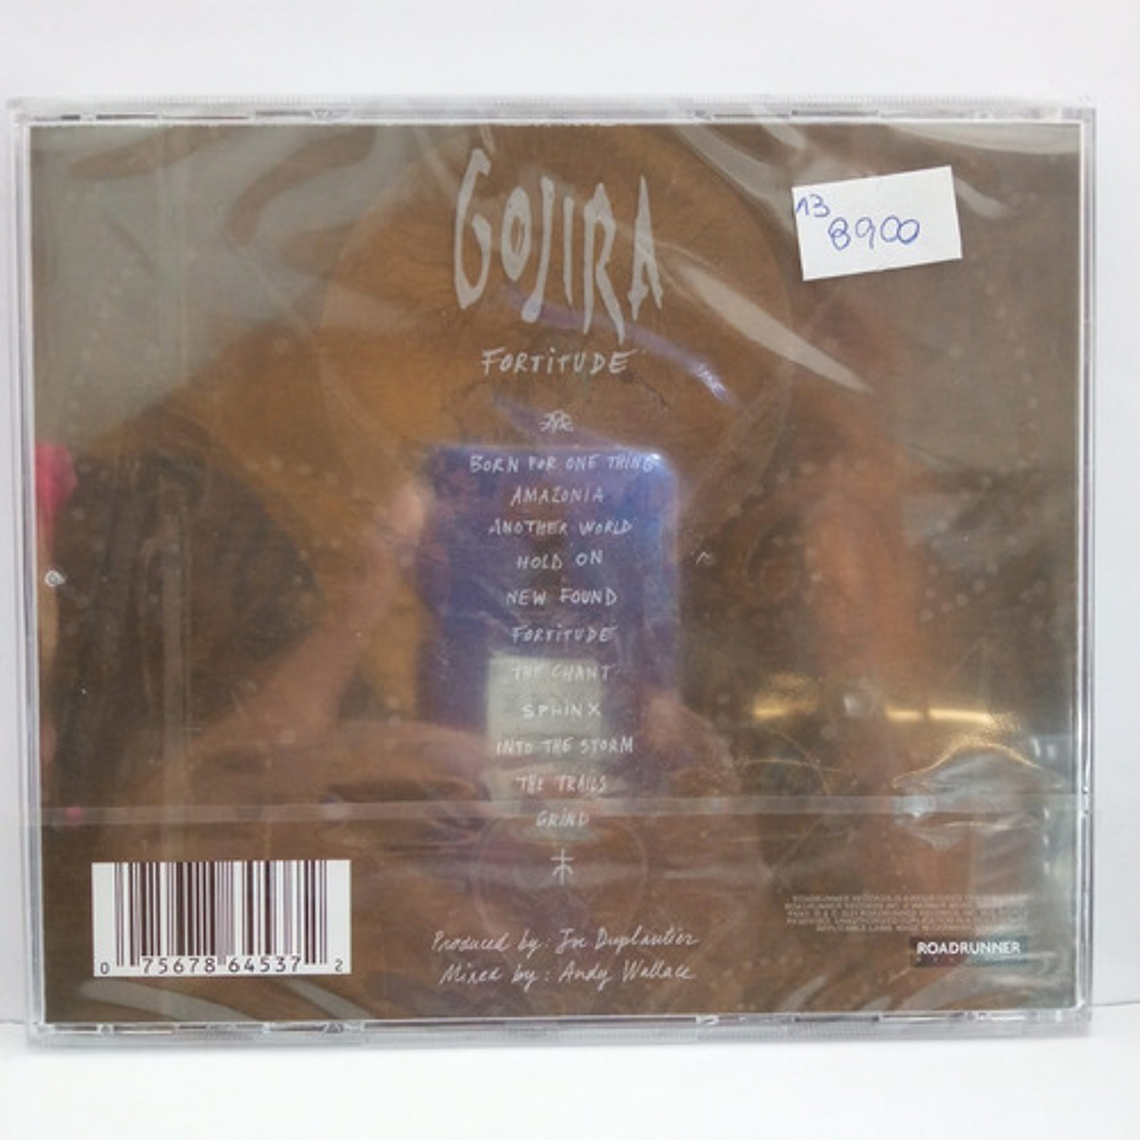 GOJIRA
13
8900
FORTITUDE
BORN FOR ONE THING
AMAZONIA
ANOTHER WORLD
HOLD ON
NEW FOUND
FORTITUDE
THE CHANT
SPHINX
INTO THE STORM
THE TRAILS
GRIND
0 75678 64537 2
Produced by: Joe Duplantier
Mixed by: Andy Wallace
ROADRUNNER